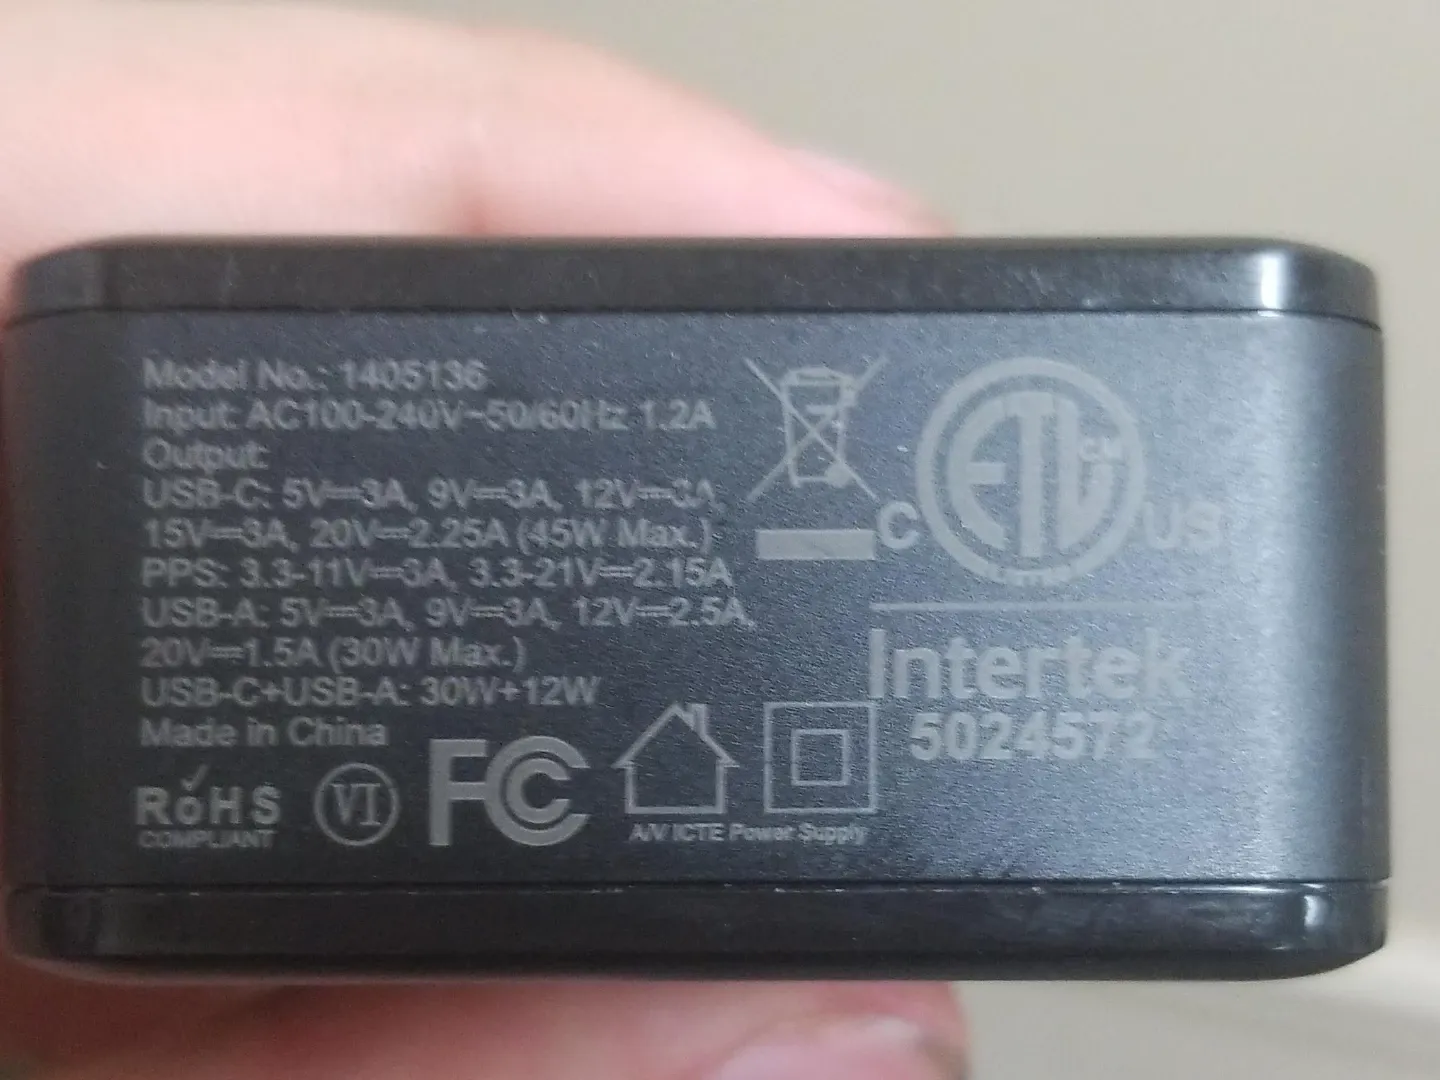 Model No.: 1405136
Input: AC100-240V~50/60Hz 1.2A
Output:
USB-C: 5V⎓3A, 9V⎓3A, 12V⎓3A,
15V⎓3A, 20V⎓2.25A (45W Max.)
PPS: 3.3-11V⎓3A, 3.3-21V⎓2.15A
USB-A: 5V⎓3A, 9V⎓3A, 12V⎓2.5A,
20V⎓1.5A (30W Max.)
USB-C+USB-A: 30W+12W
Made in China
RoHS
COMPLIANT
VI
FC
A/V ICTE Power Supply
C ETL US
CM
Intertek
5024572